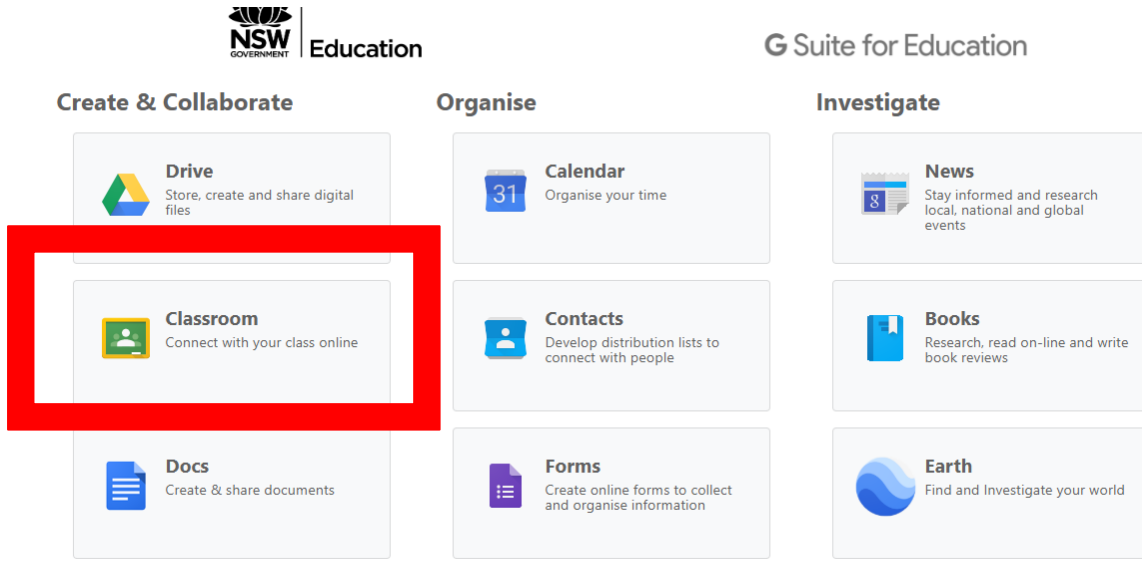 NSW
GOVERNMENT
Education
G Suite for Education
Create & Collaborate
Organise
Investigate
Drive
Store, create and share digital
files
31
Calendar
Organise your time
8
News
Stay informed and research
local, national and global
events
Classroom
Connect with your class online
Contacts
Develop distribution lists to
connect with people
Books
Research, read on-line and write
book reviews
Docs
Create & share documents
Forms
Create online forms to collect
and organise information
Earth
Find and Investigate your world